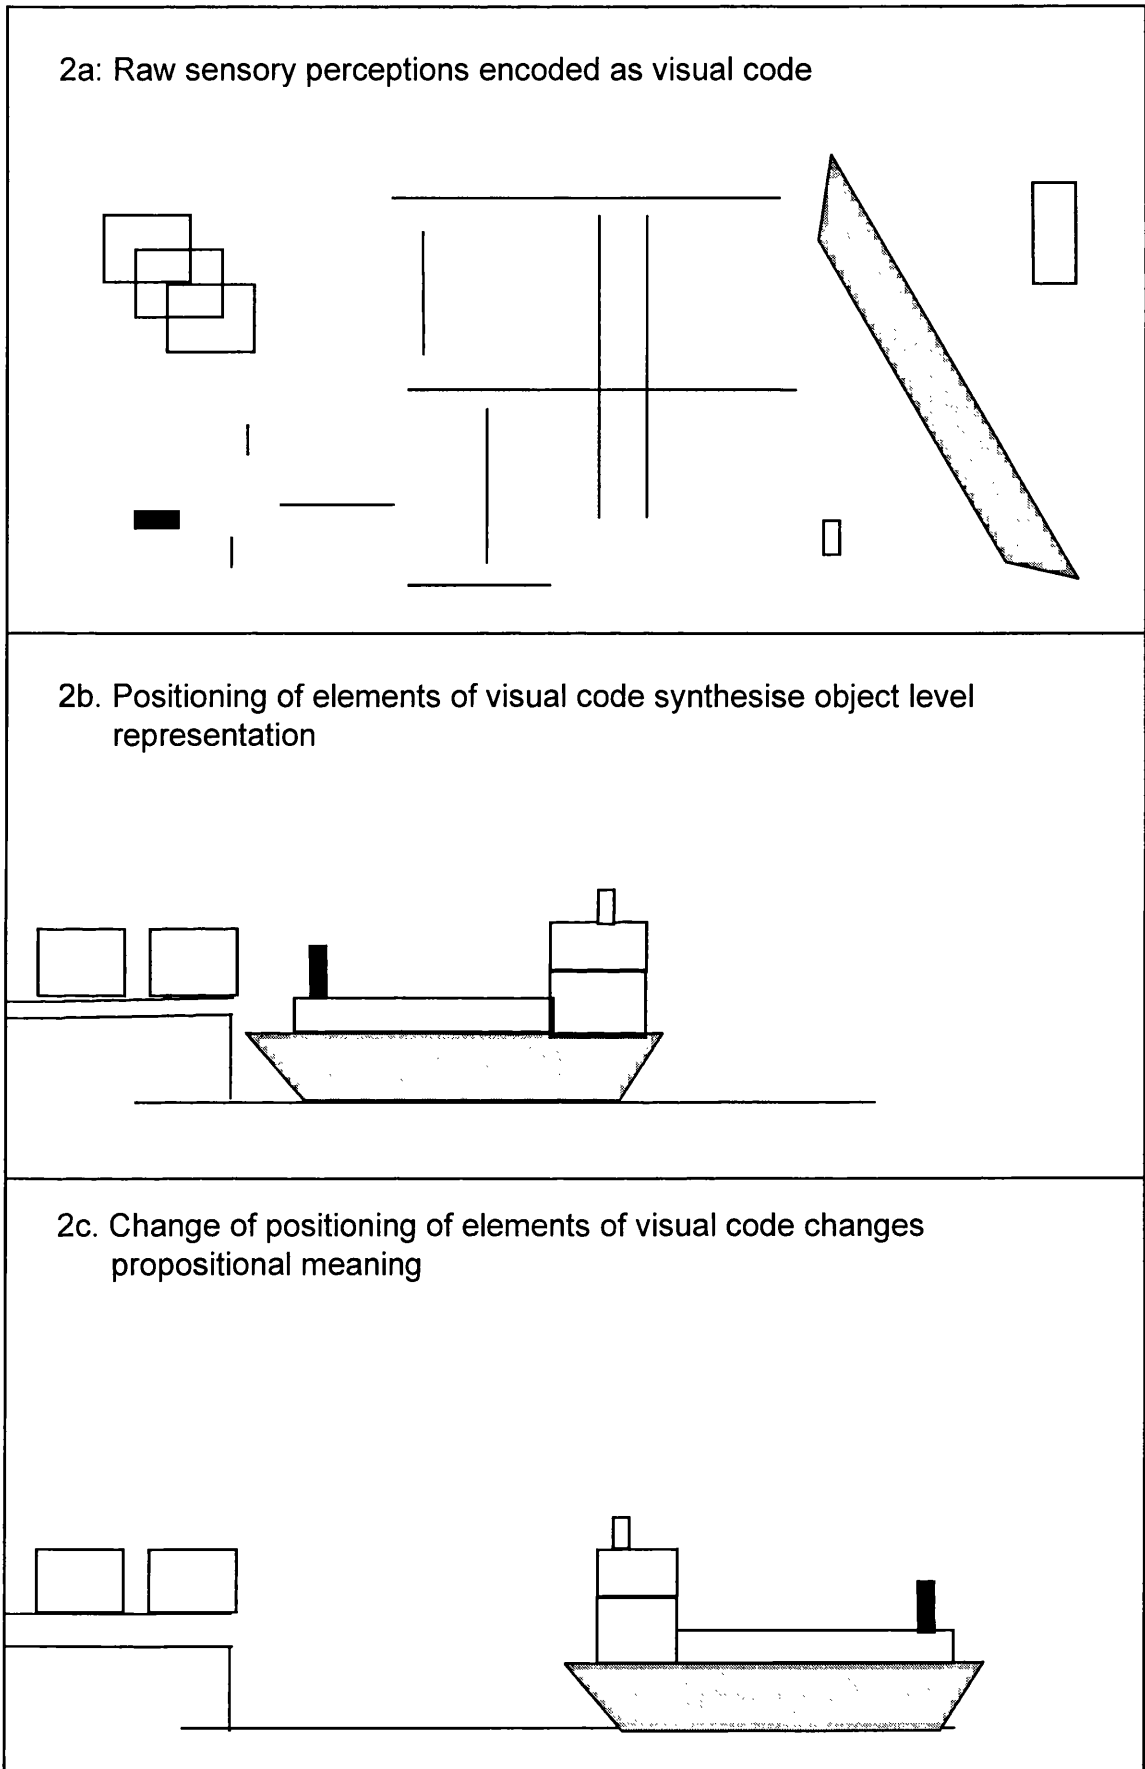 2a: Raw sensory perceptions encoded as visual code
2b. Positioning of elements of visual code synthesise object level
representation
2c. Change of positioning of elements of visual code changes
propositional meaning